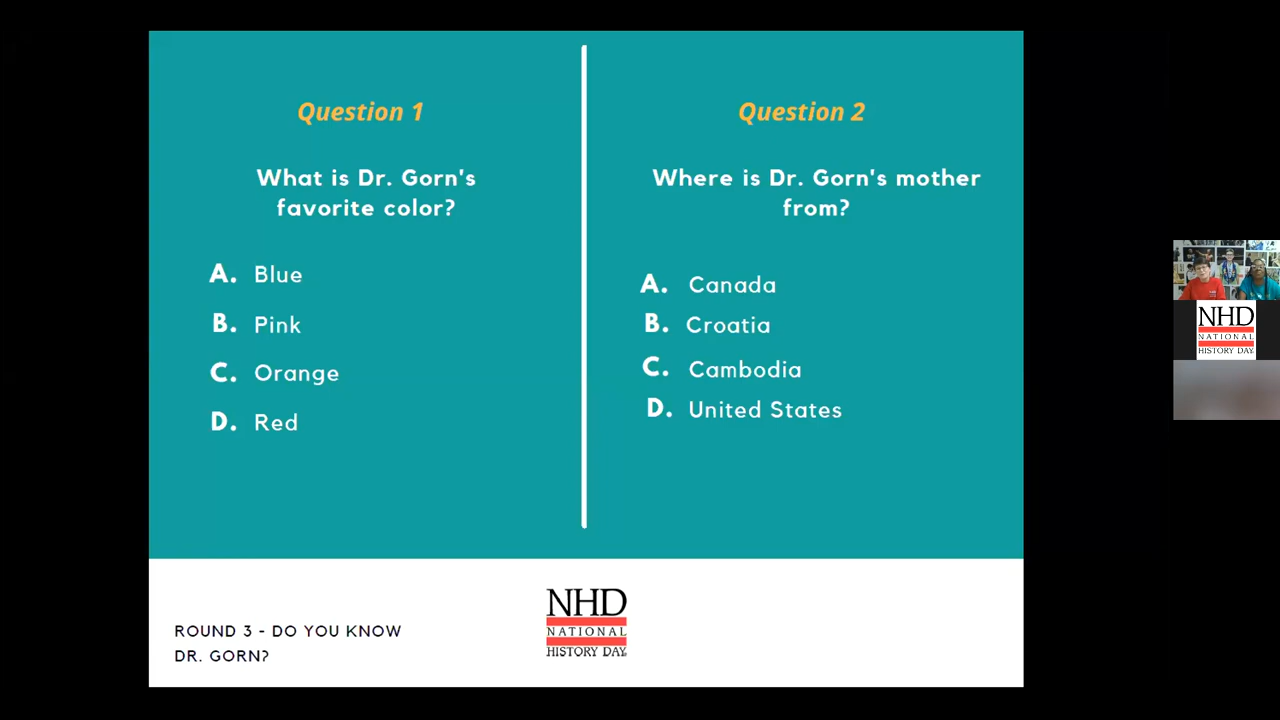 Question 1
What is Dr. Gorn's
favorite color?
A. Blue
B. Pink
C. Orange
D. Red
Question 2
Where is Dr. Gorn's mother
from?
A. Canada
B. Croatia
C. Cambodia
D. United States
ROUND 3 - DO YOU KNOW
DR. GORN?
NHD
NATIONAL
HISTORY DAY
NHD
NATIONAL
HISTORY DAY